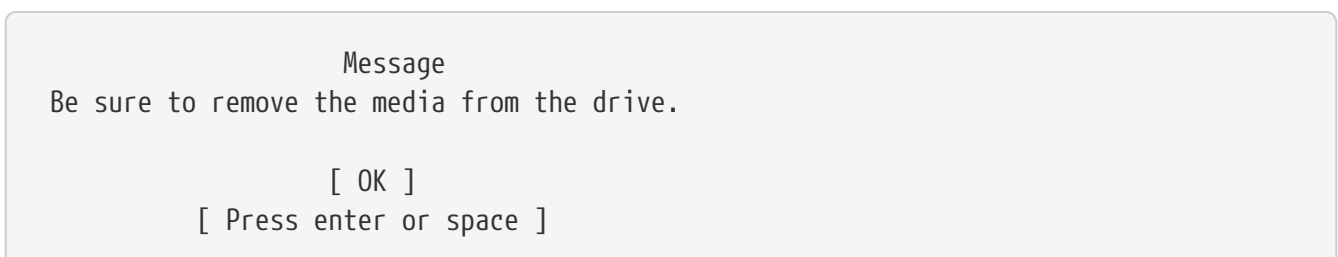 Message
Be sure to remove the media from the drive.
[ OK ]
[ Press enter or space ]